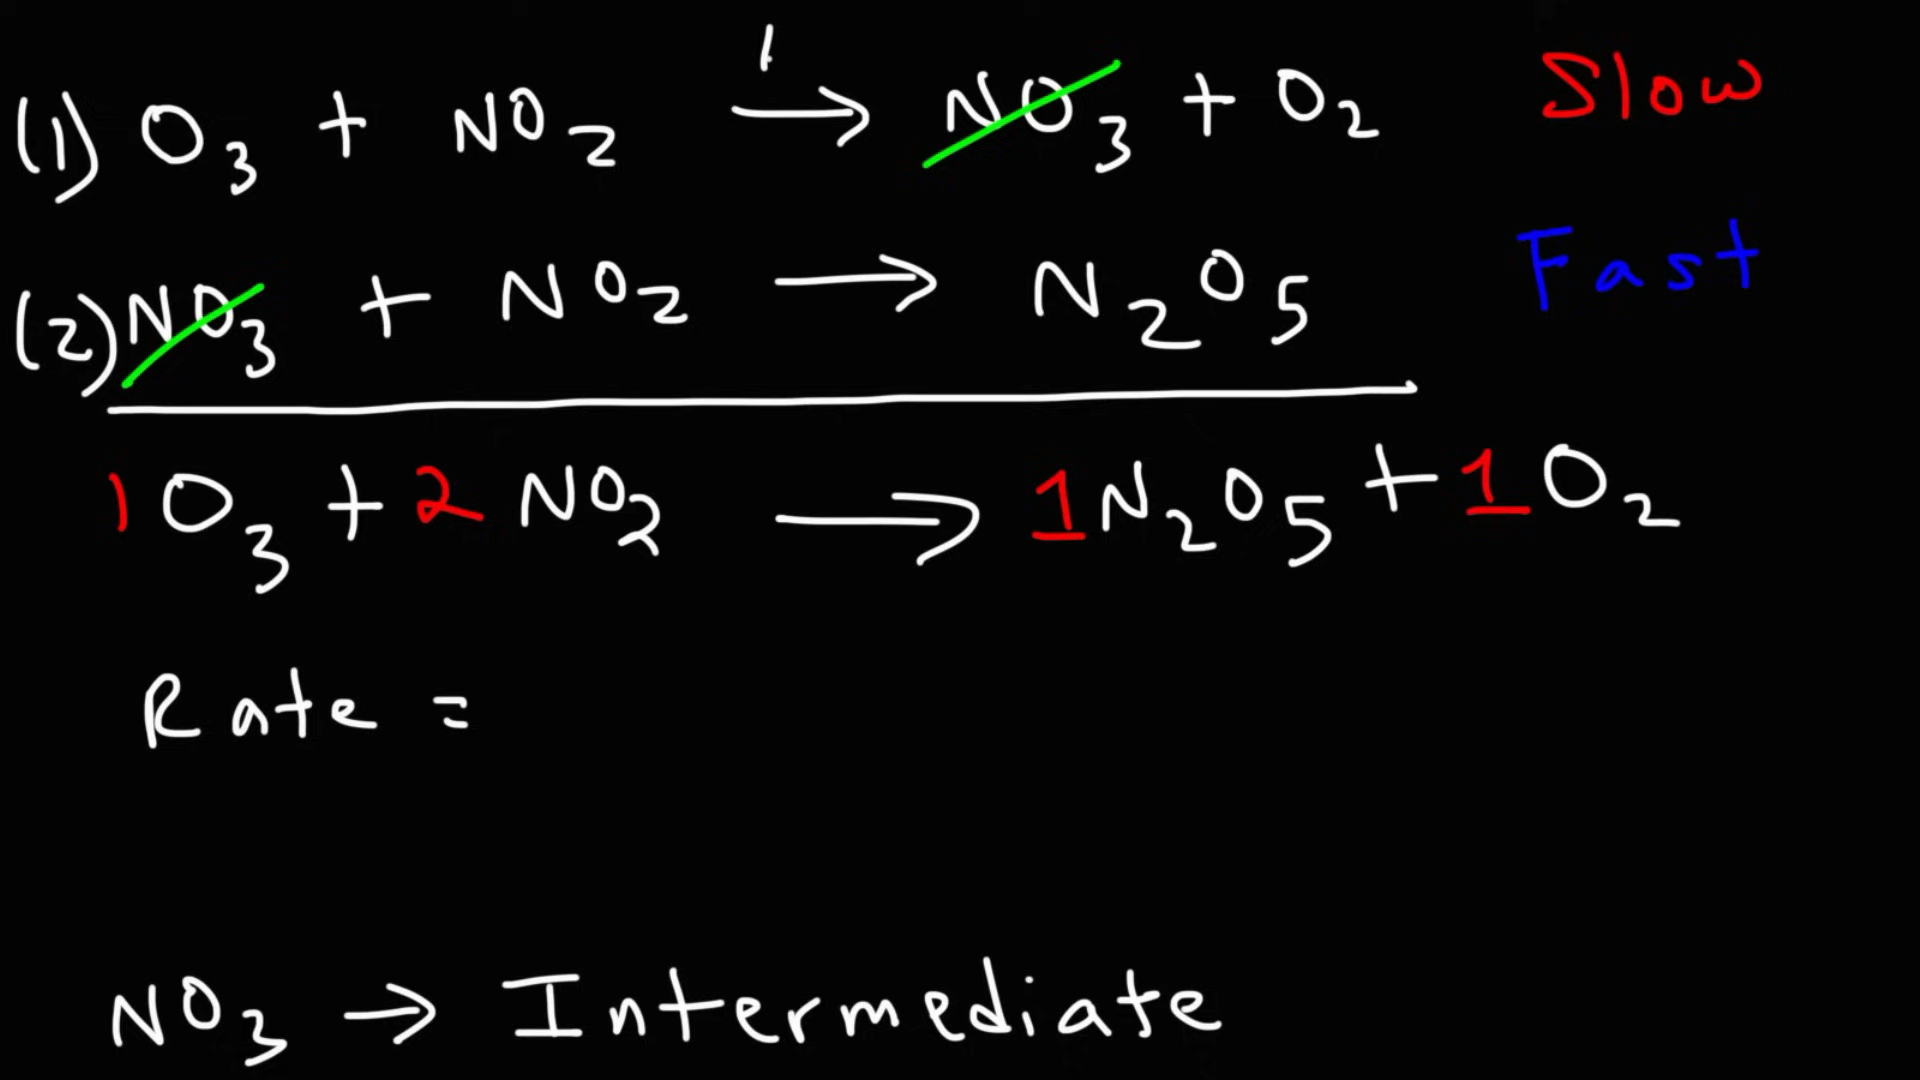 (1) O₃ + NO₂ → NO₃ + O₂ Slow
(2) NO₃ + NO₂ → N₂O₅ Fast
1 O₃ + 2 NO₂ → 1 N₂O₅ + 1 O₂
Rate =
NO₃ → Intermediate